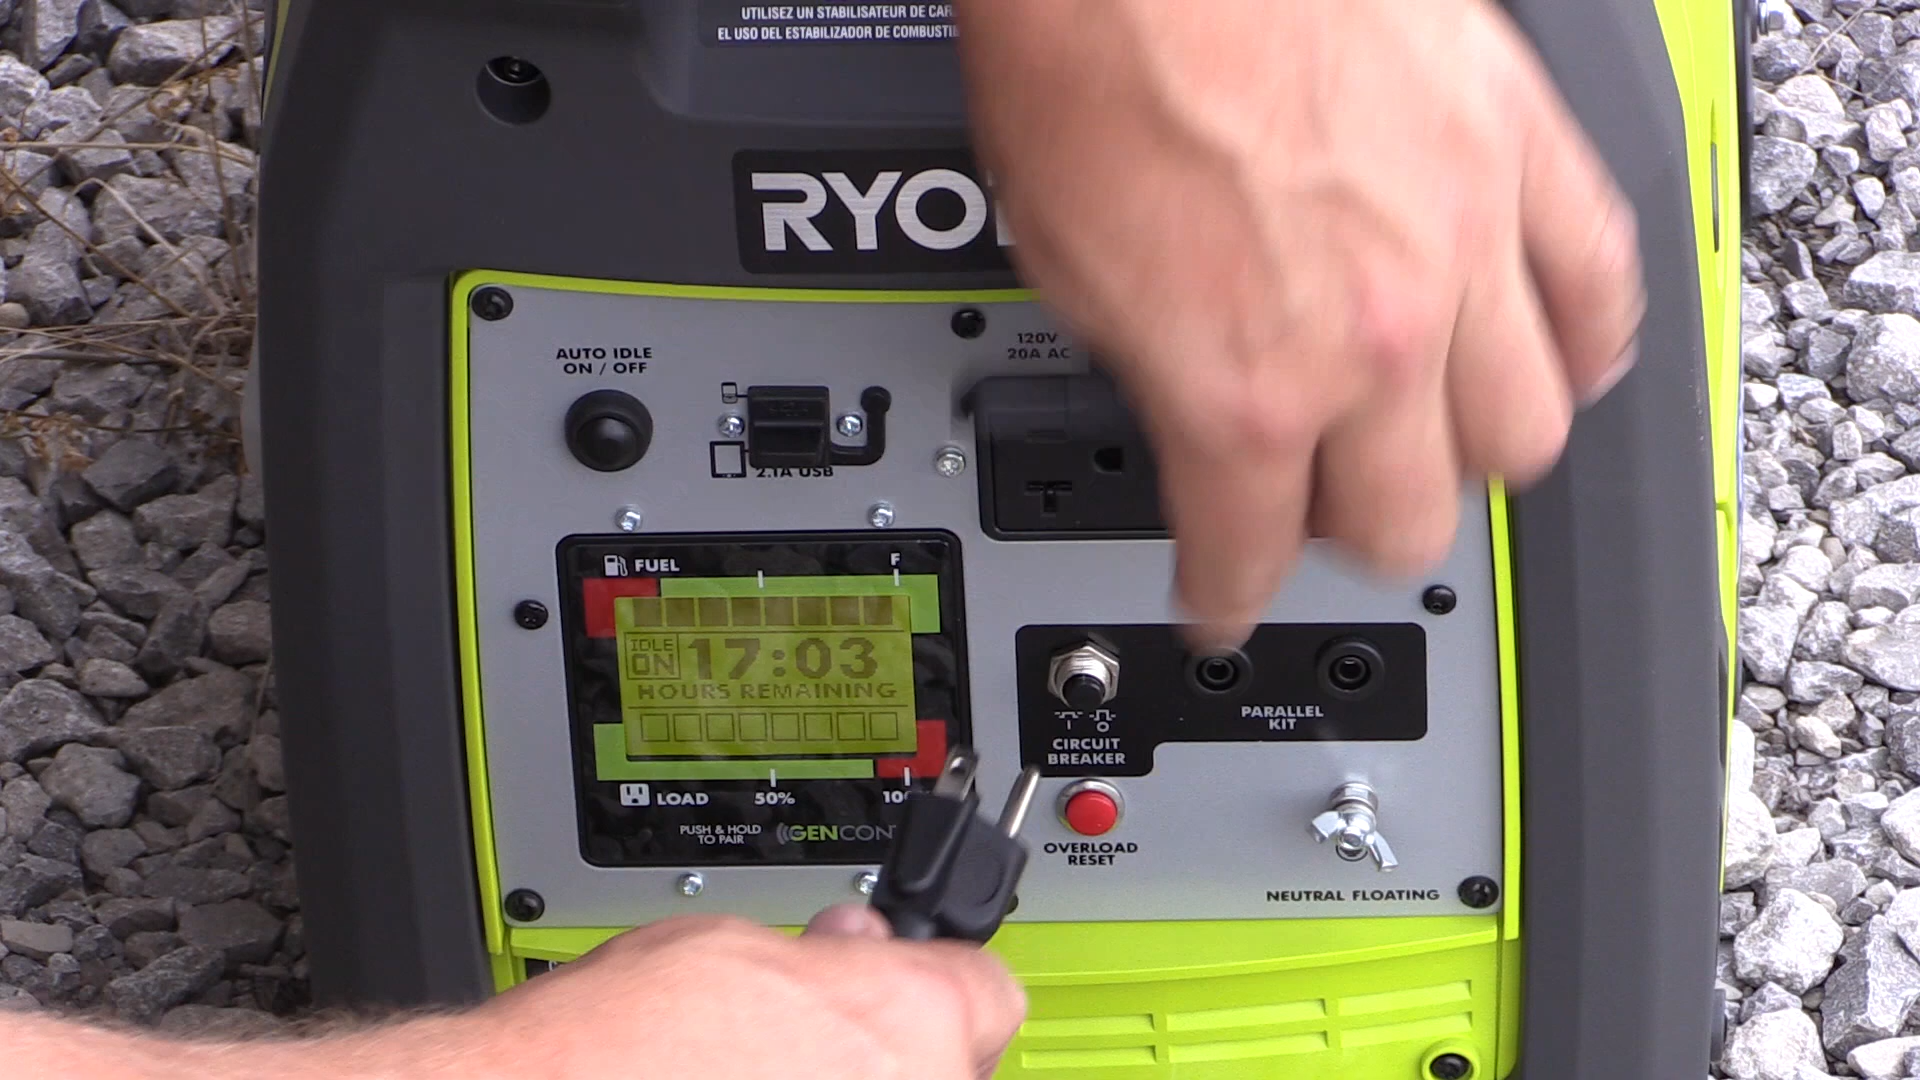 UTILISEZ UN STABILISATEUR DE
EL USO DEL ESTABILIZADOR DE
RYO
AUTO IDLE
ON / OFF
2.1A USB
120V
20A AC
FUEL
F
IDLE
ON
17:03
HOURS REMAINING
LOAD
50%
PUSH & HOLD
TO PAIR
GENCON
CIRCUIT
BREAKER
PARALLEL
KIT
OVERLOAD
RESET
NEUTRAL FLOATING